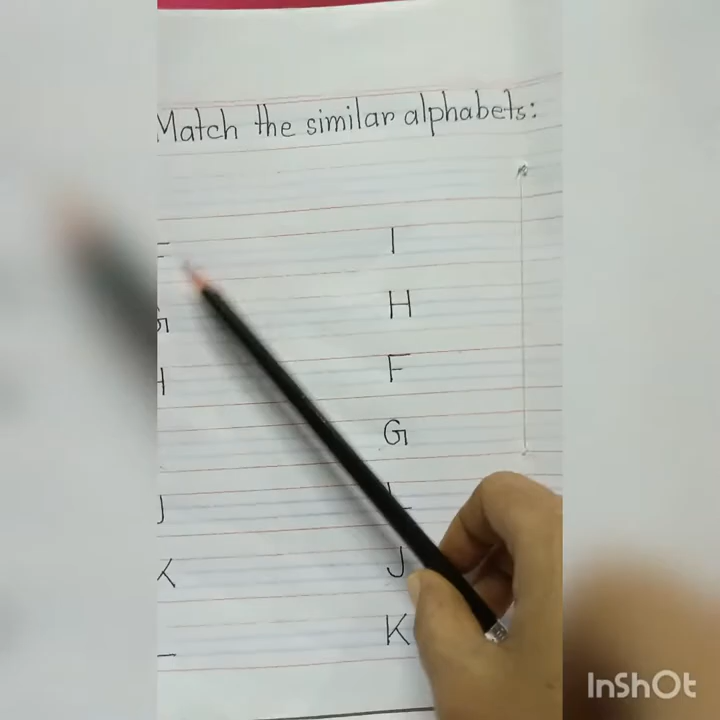 Match the similar alphabets:
F I
G H
H F
G
J L
K J
L K
InShOt